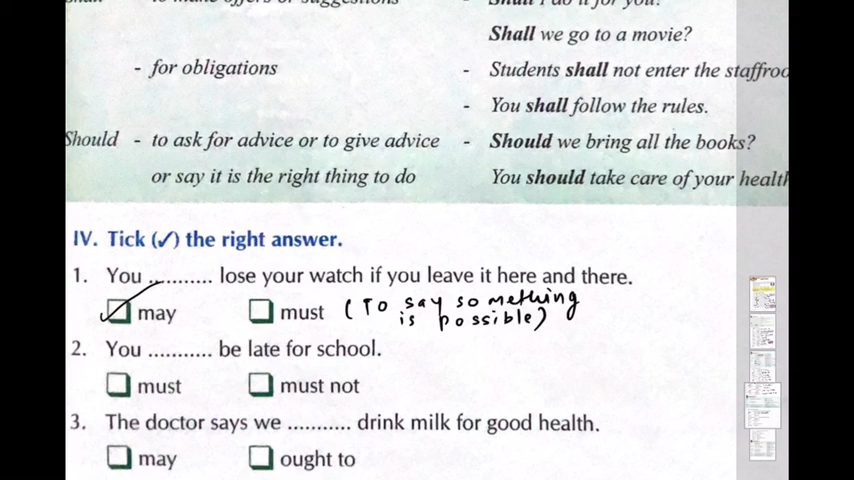 Shall we go to a movie?
- for obligations - Students shall not enter the staffroo
- You shall follow the rules.
Should - to ask for advice or to give advice - Should we bring all the books?
or say it is the right thing to do You should take care of your health
IV. Tick (✓) the right answer.
1. You .......... lose your watch if you leave it here and there.
may must (To say something
is possible)
2. You ........... be late for school.
must must not
3. The doctor says we ........... drink milk for good health.
may ought to